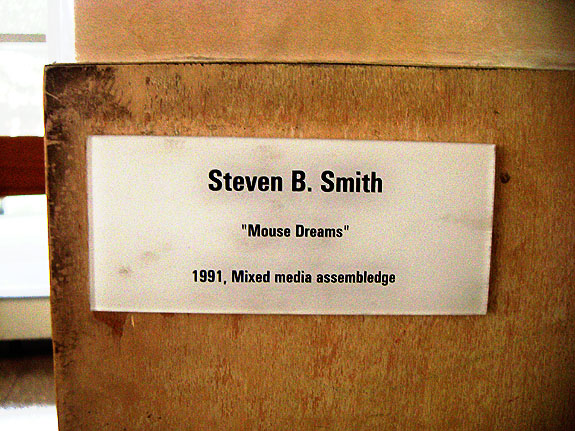 Steven B. Smith
"Mouse Dreams"
1991, Mixed media assembledge